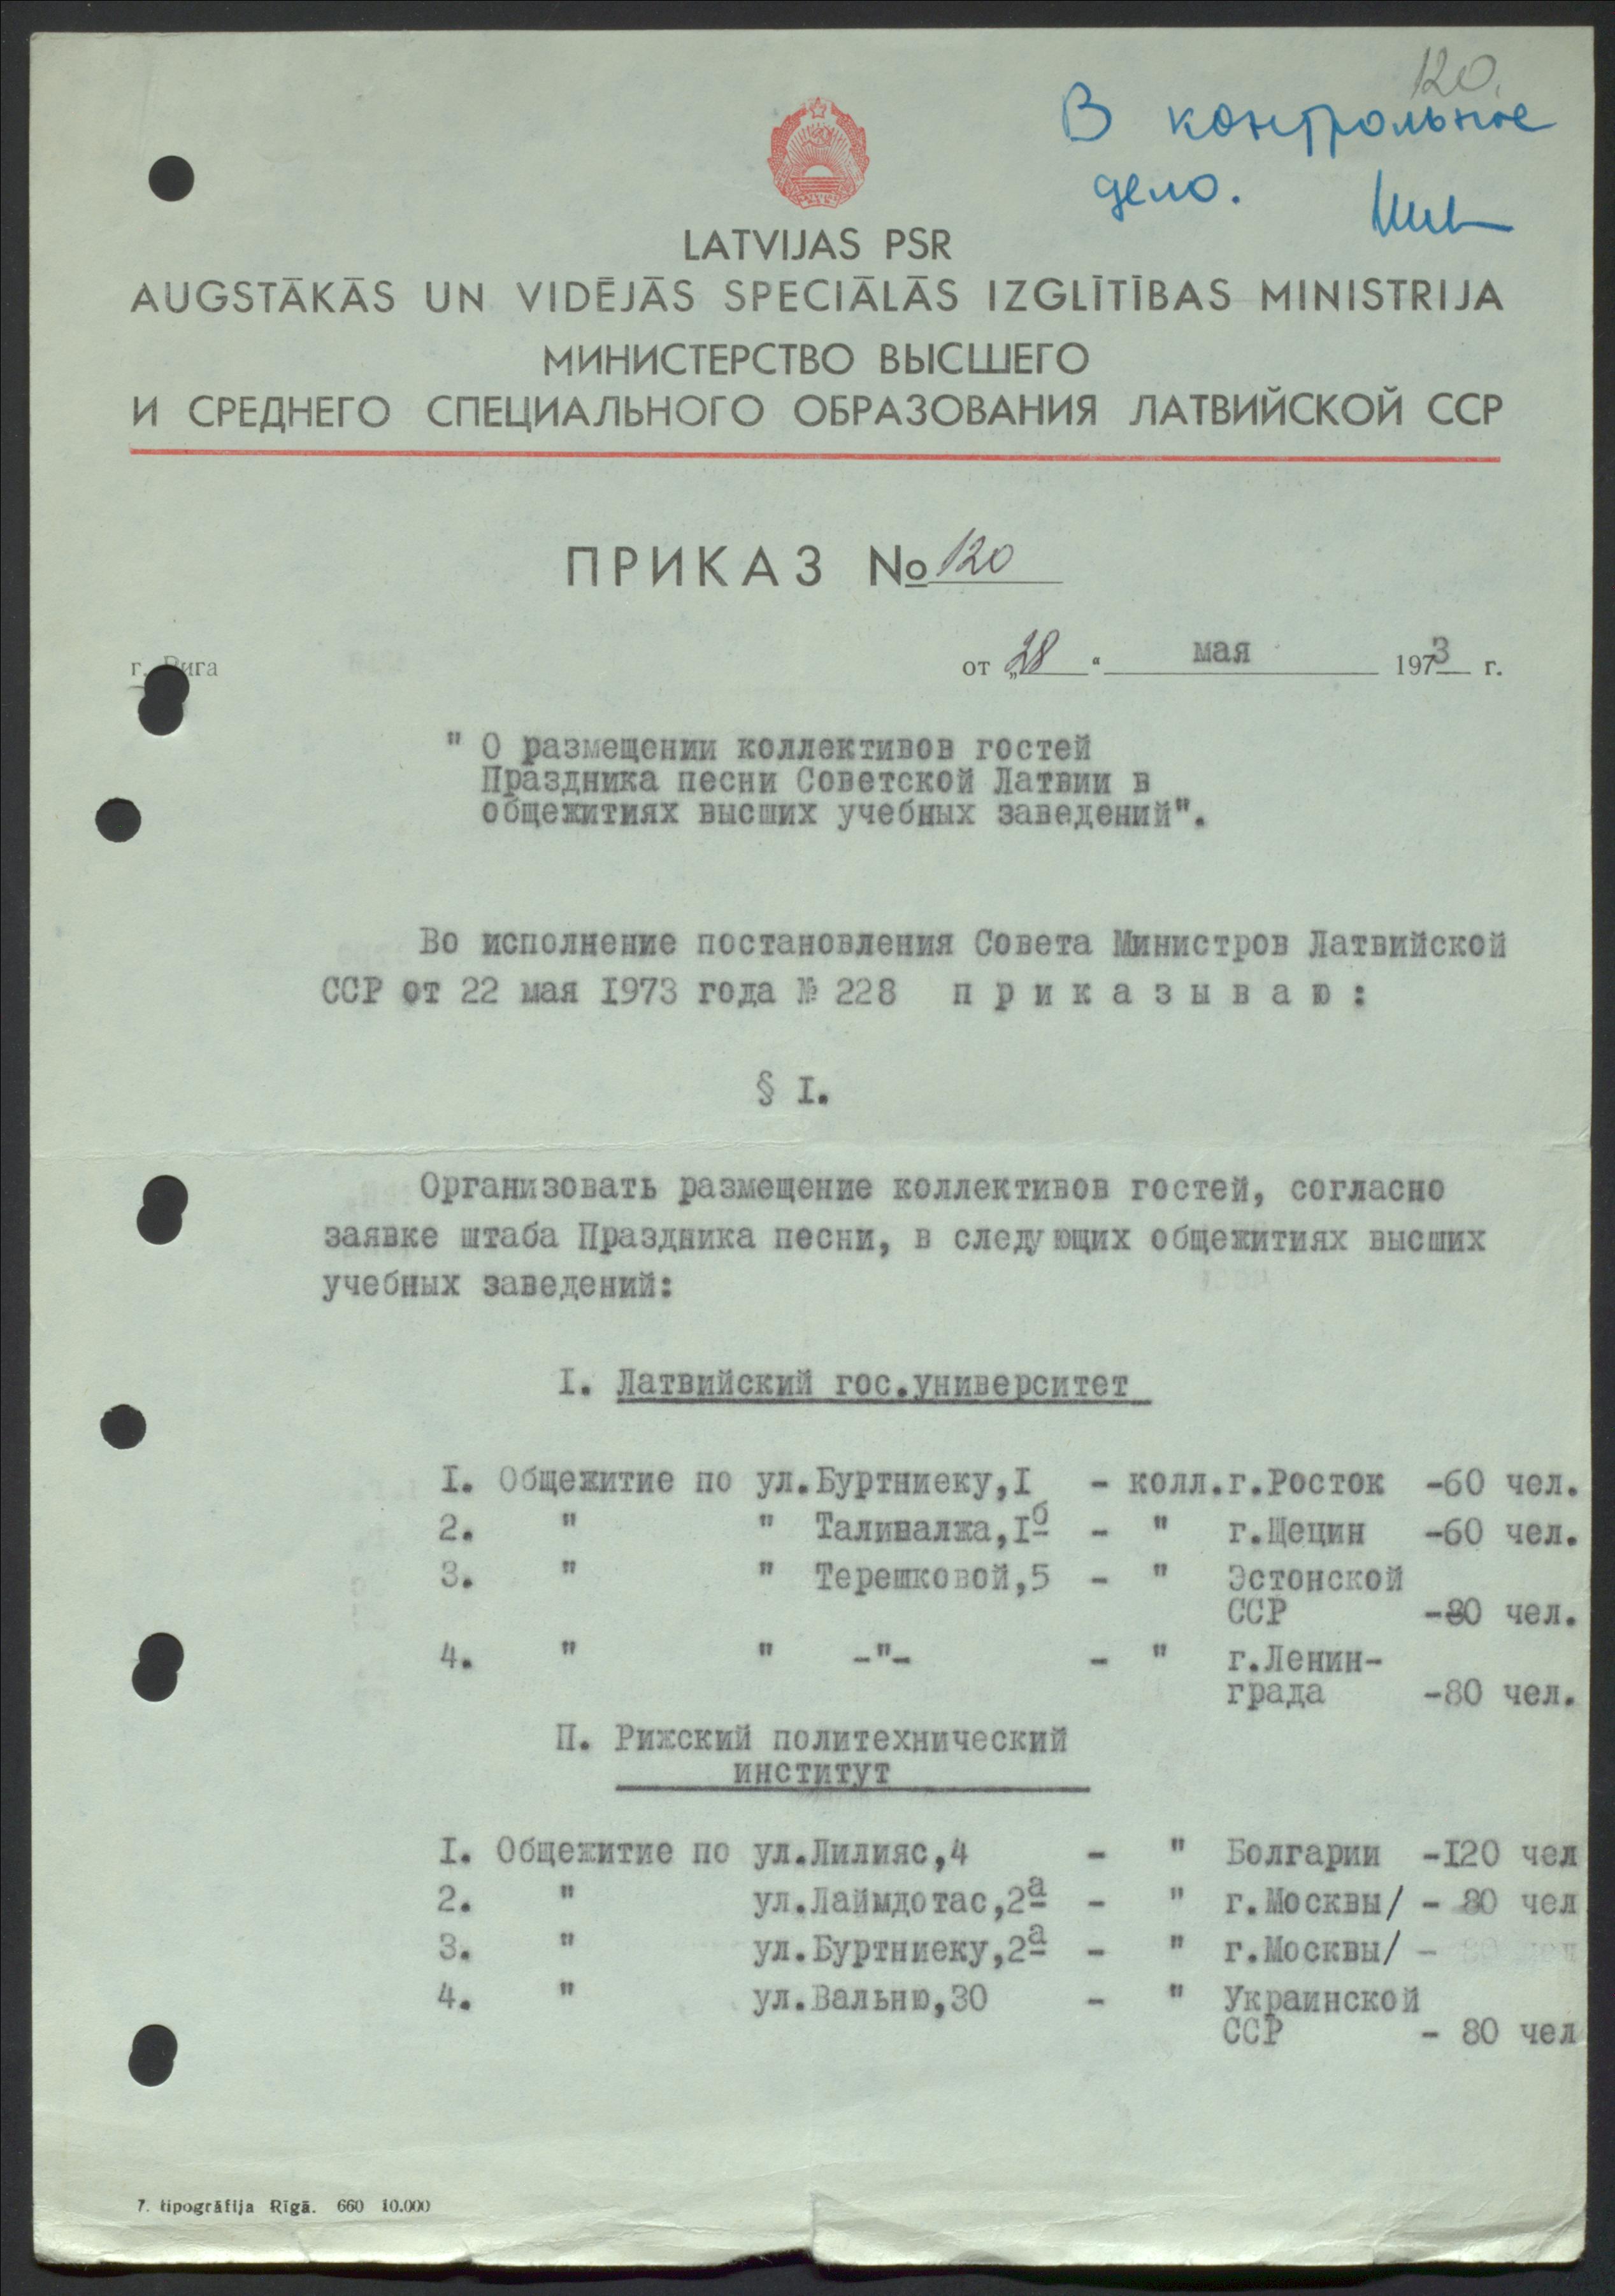 120.
В контрольное
дело.
LATVIJAS PSR
AUGSTĀKĀS UN VIDĒJĀS SPECIĀLĀS IZGLĪTĪBAS MINISTRIJA
МИНИСТЕРСТВО ВЫСШЕГО
И СРЕДНЕГО СПЕЦИАЛЬНОГО ОБРАЗОВАНИЯ ЛАТВИЙСКОЙ ССР
ПРИКАЗ № 120
г. Рига от „28“ мая 1973 г.
" О размещении коллективов гостей
Праздника песни Советской Латвии в
общежитиях высших учебных заведений".
Во исполнение постановления Совета Министров Латвийской
ССР от 22 мая I973 года № 228 п р и к а з ы в а ю :
§ I.
Организовать размещение коллективов гостей, согласно
заявке штаба Праздника песни, в следующих общежитиях высших
учебных заведений:
I. Латвийский гос.университет
I. Общежитие по ул.Буртниеку,I - колл.г.Росток -60 чел.
2. " " Таливалжа,Iб - " г.Щецин -60 чел.
3. " " Терешковой,5 - " Эстонской
ССР -80 чел.
4. " " -"- - " г.Ленин-
града -80 чел.
П. Рижский политехнический
институт
I. Общежитие по ул.Лилияс,4 - " Болгарии -I20 чел
2. " ул.Лаймдотас,2а - " г.Москвы/ - 80 чел
3. " ул.Буртниеку,2а - " г.Москвы/ -
4. " ул.Вальню,30 - " Украинской
ССР - 80 чел
7. tipogrāfija Rīgā. 660 10.000